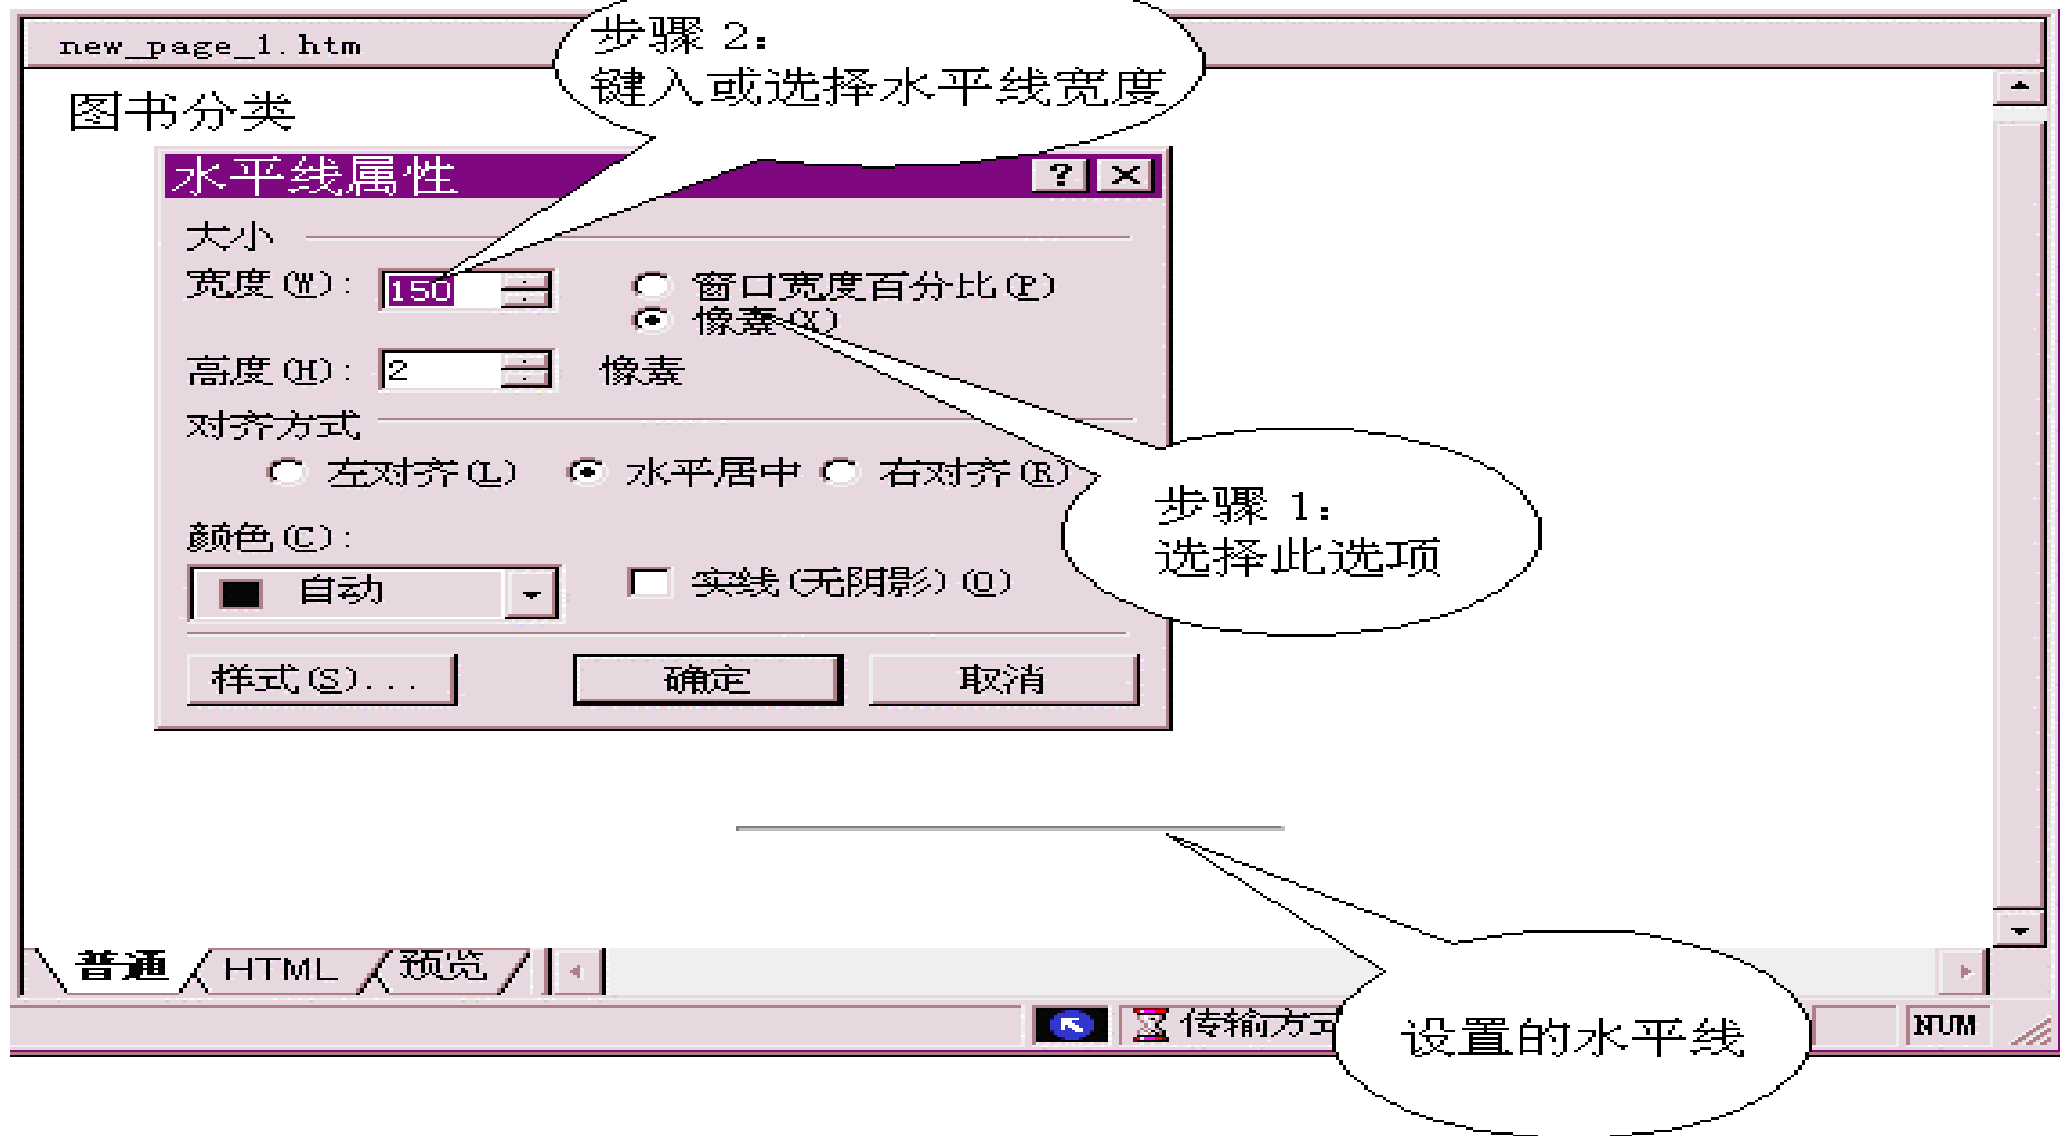 new_page_1.htm
步骤 2:
键入或选择水平线宽度
图书分类
水平线属性
大小
宽度(W): 150 窗口宽度百分比(P)
像素(X)
高度(H): 2 像素
对齐方式
左对齐(L) 水平居中 右对齐(R)
步骤 1:
选择此选项
颜色(C):
自动 实线(无阴影)(O)
样式(S)... 确定 取消
普通 HTML 预览
传输方式
NUM
设置的水平线